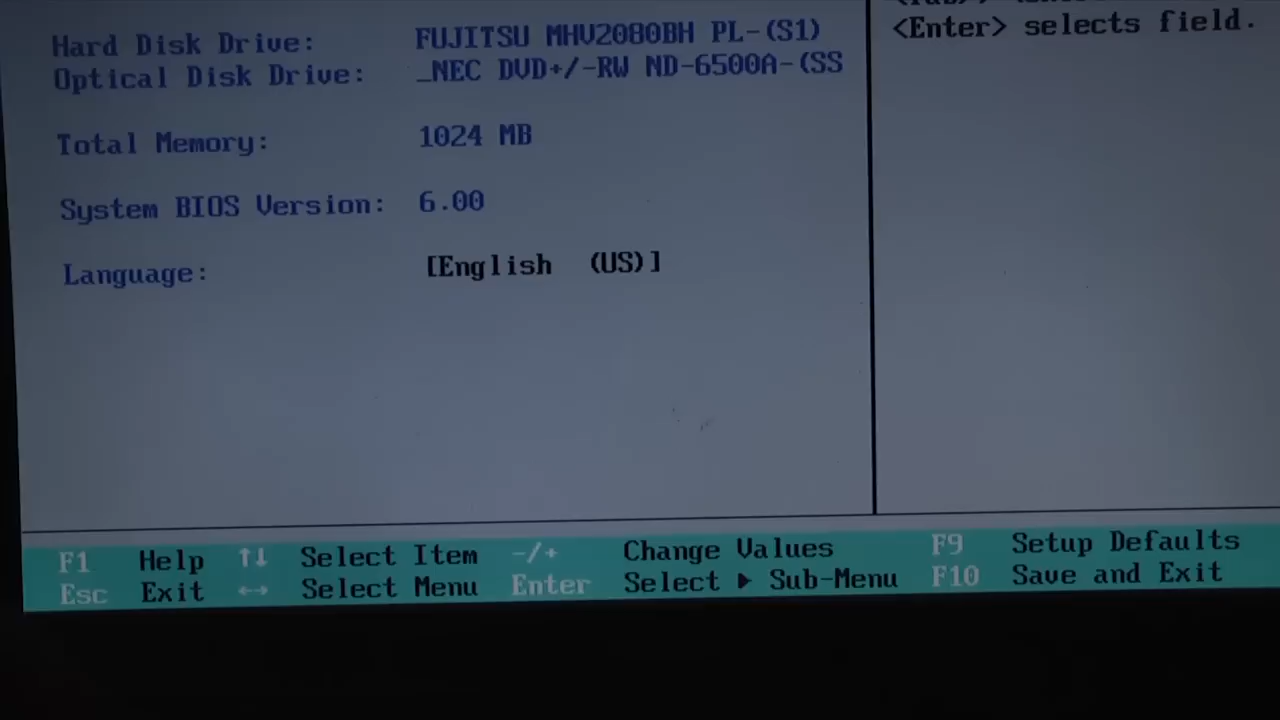 Hard Disk Drive: FUJITSU MHV2080BH PL-(S1)
Optical Disk Drive: _NEC DVD+/-RW ND-6500A-(SS
Total Memory: 1024 MB
System BIOS Version: 6.00
Language: [English (US)]
<Enter> selects field.
F1 Help ↑↓ Select Item -/+ Change Values F9 Setup Defaults
Esc Exit ↔ Select Menu Enter Select ▶ Sub-Menu F10 Save and Exit